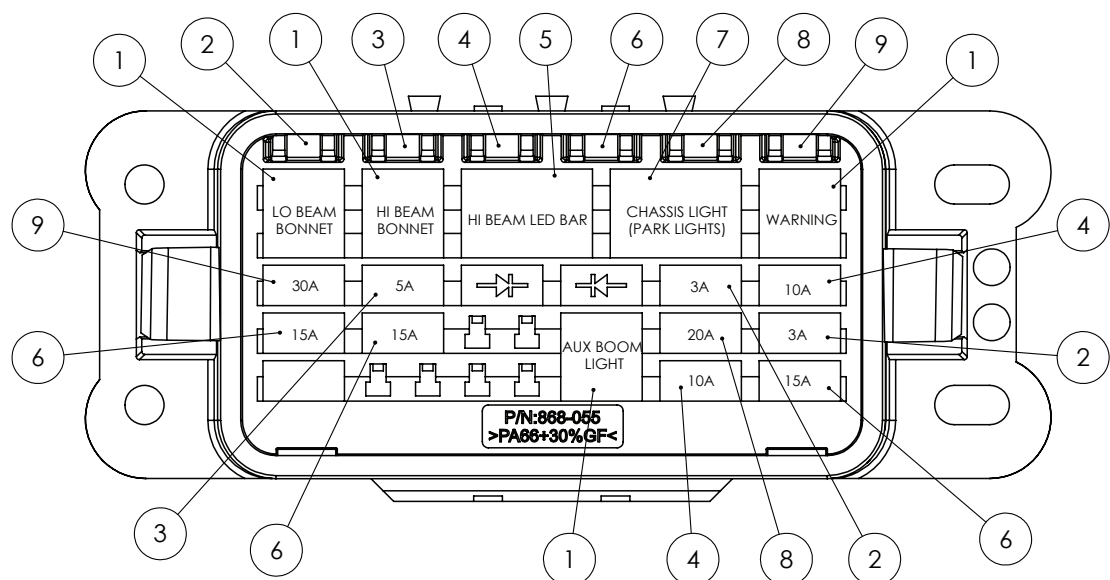 1 2 1 3 4 5 6 7 8 9 1
LO BEAM
BONNET
HI BEAM
BONNET
HI BEAM LED BAR
CHASSIS LIGHT
(PARK LIGHTS)
WARNING
9
4
30A 5A 3A 10A
6
15A 15A
AUX BOOM
LIGHT
20A 3A
2
10A 15A
P/N:868-055
>PA66+30%GF<
3 6 1 4 8 2 6